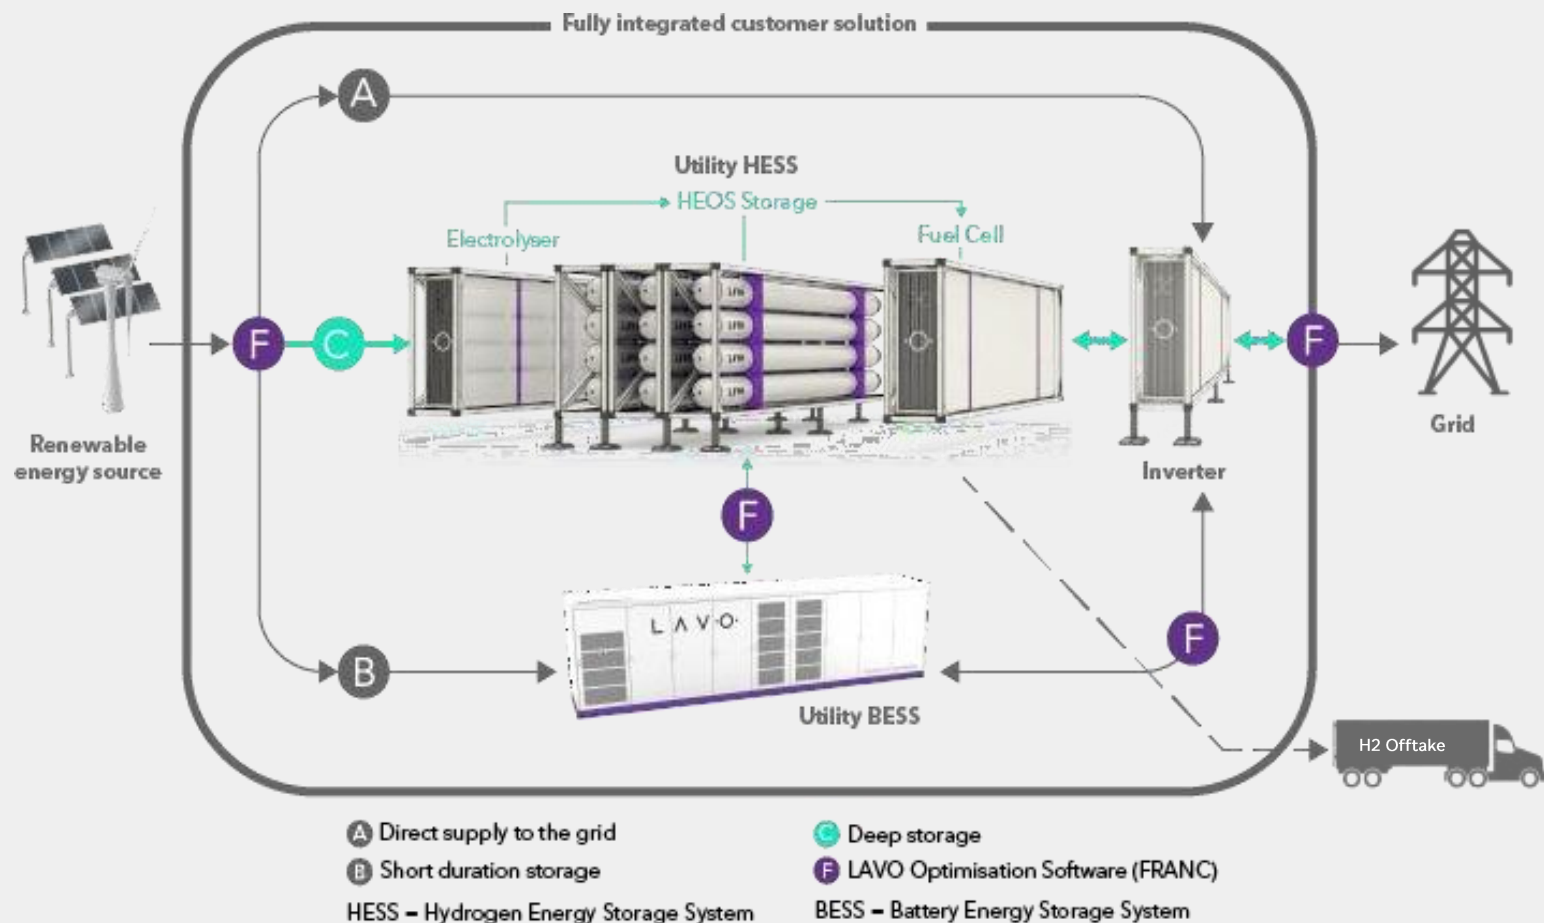 Fully integrated customer solution
A
Utility HESS
HEOS Storage
Electrolyser
Fuel Cell
F
C
F
Renewable
energy source
Inverter
Grid
F
LAVO
F
B
Utility BESS
H2 Offtake
A Direct supply to the grid
C Deep storage
B Short duration storage
F LAVO Optimisation Software (FRANC)
HESS – Hydrogen Energy Storage System
BESS – Battery Energy Storage System